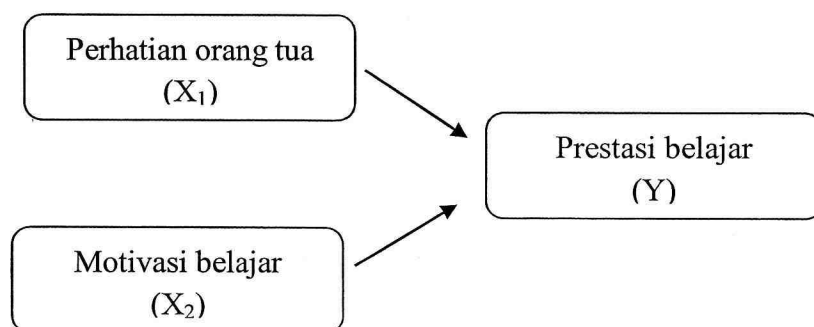 Perhatian orang tua
(X₁)
Prestasi belajar
(Y)
Motivasi belajar
(X₂)